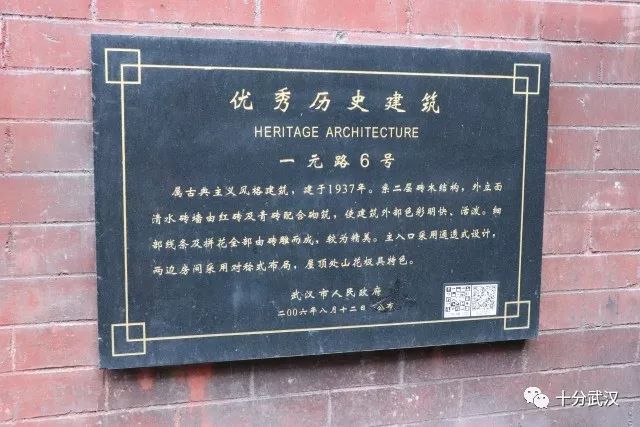 优秀历史建筑
HERITAGE ARCHITECTURE
一元路6号
属古典主义风格建筑，建于1937年。系二层砖木结构，外立面
清水砖墙由红砖及青砖配合砌筑，使建筑外部色彩明快、活泼。细
部线条及拼花全部由砖雕而成，较为精美。主入口采用通透式设计，
两边房间采用对称式布局，屋顶处山花极具特色。
武汉市人民政府
二00六年八月十二日 公布
十分武汉